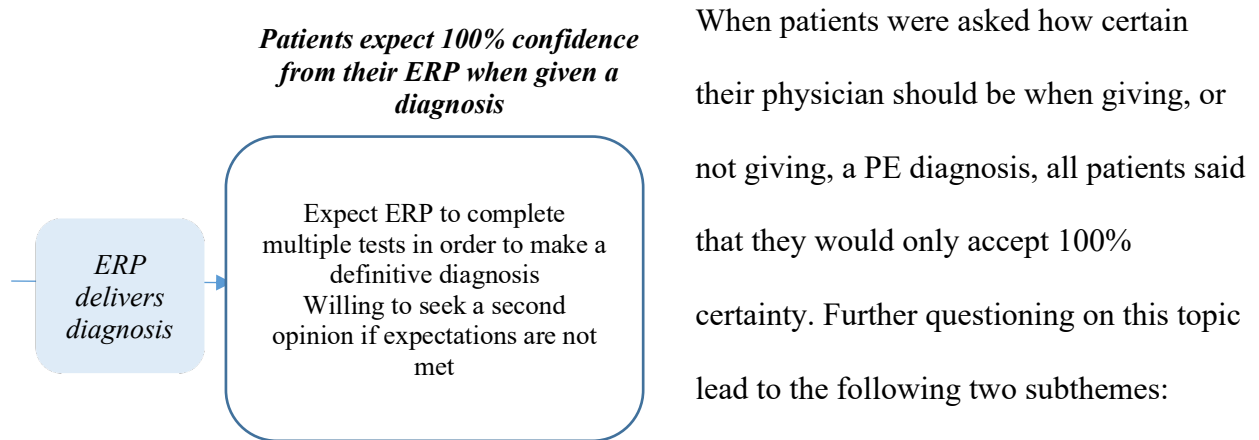 Patients expect 100% confidence
from their ERP when given a
diagnosis
ERP
delivers
diagnosis
Expect ERP to complete
multiple tests in order to make a
definitive diagnosis
Willing to seek a second
opinion if expectations are not
met
When patients were asked how certain
their physician should be when giving, or
not giving, a PE diagnosis, all patients said
that they would only accept 100%
certainty. Further questioning on this topic
lead to the following two subthemes: